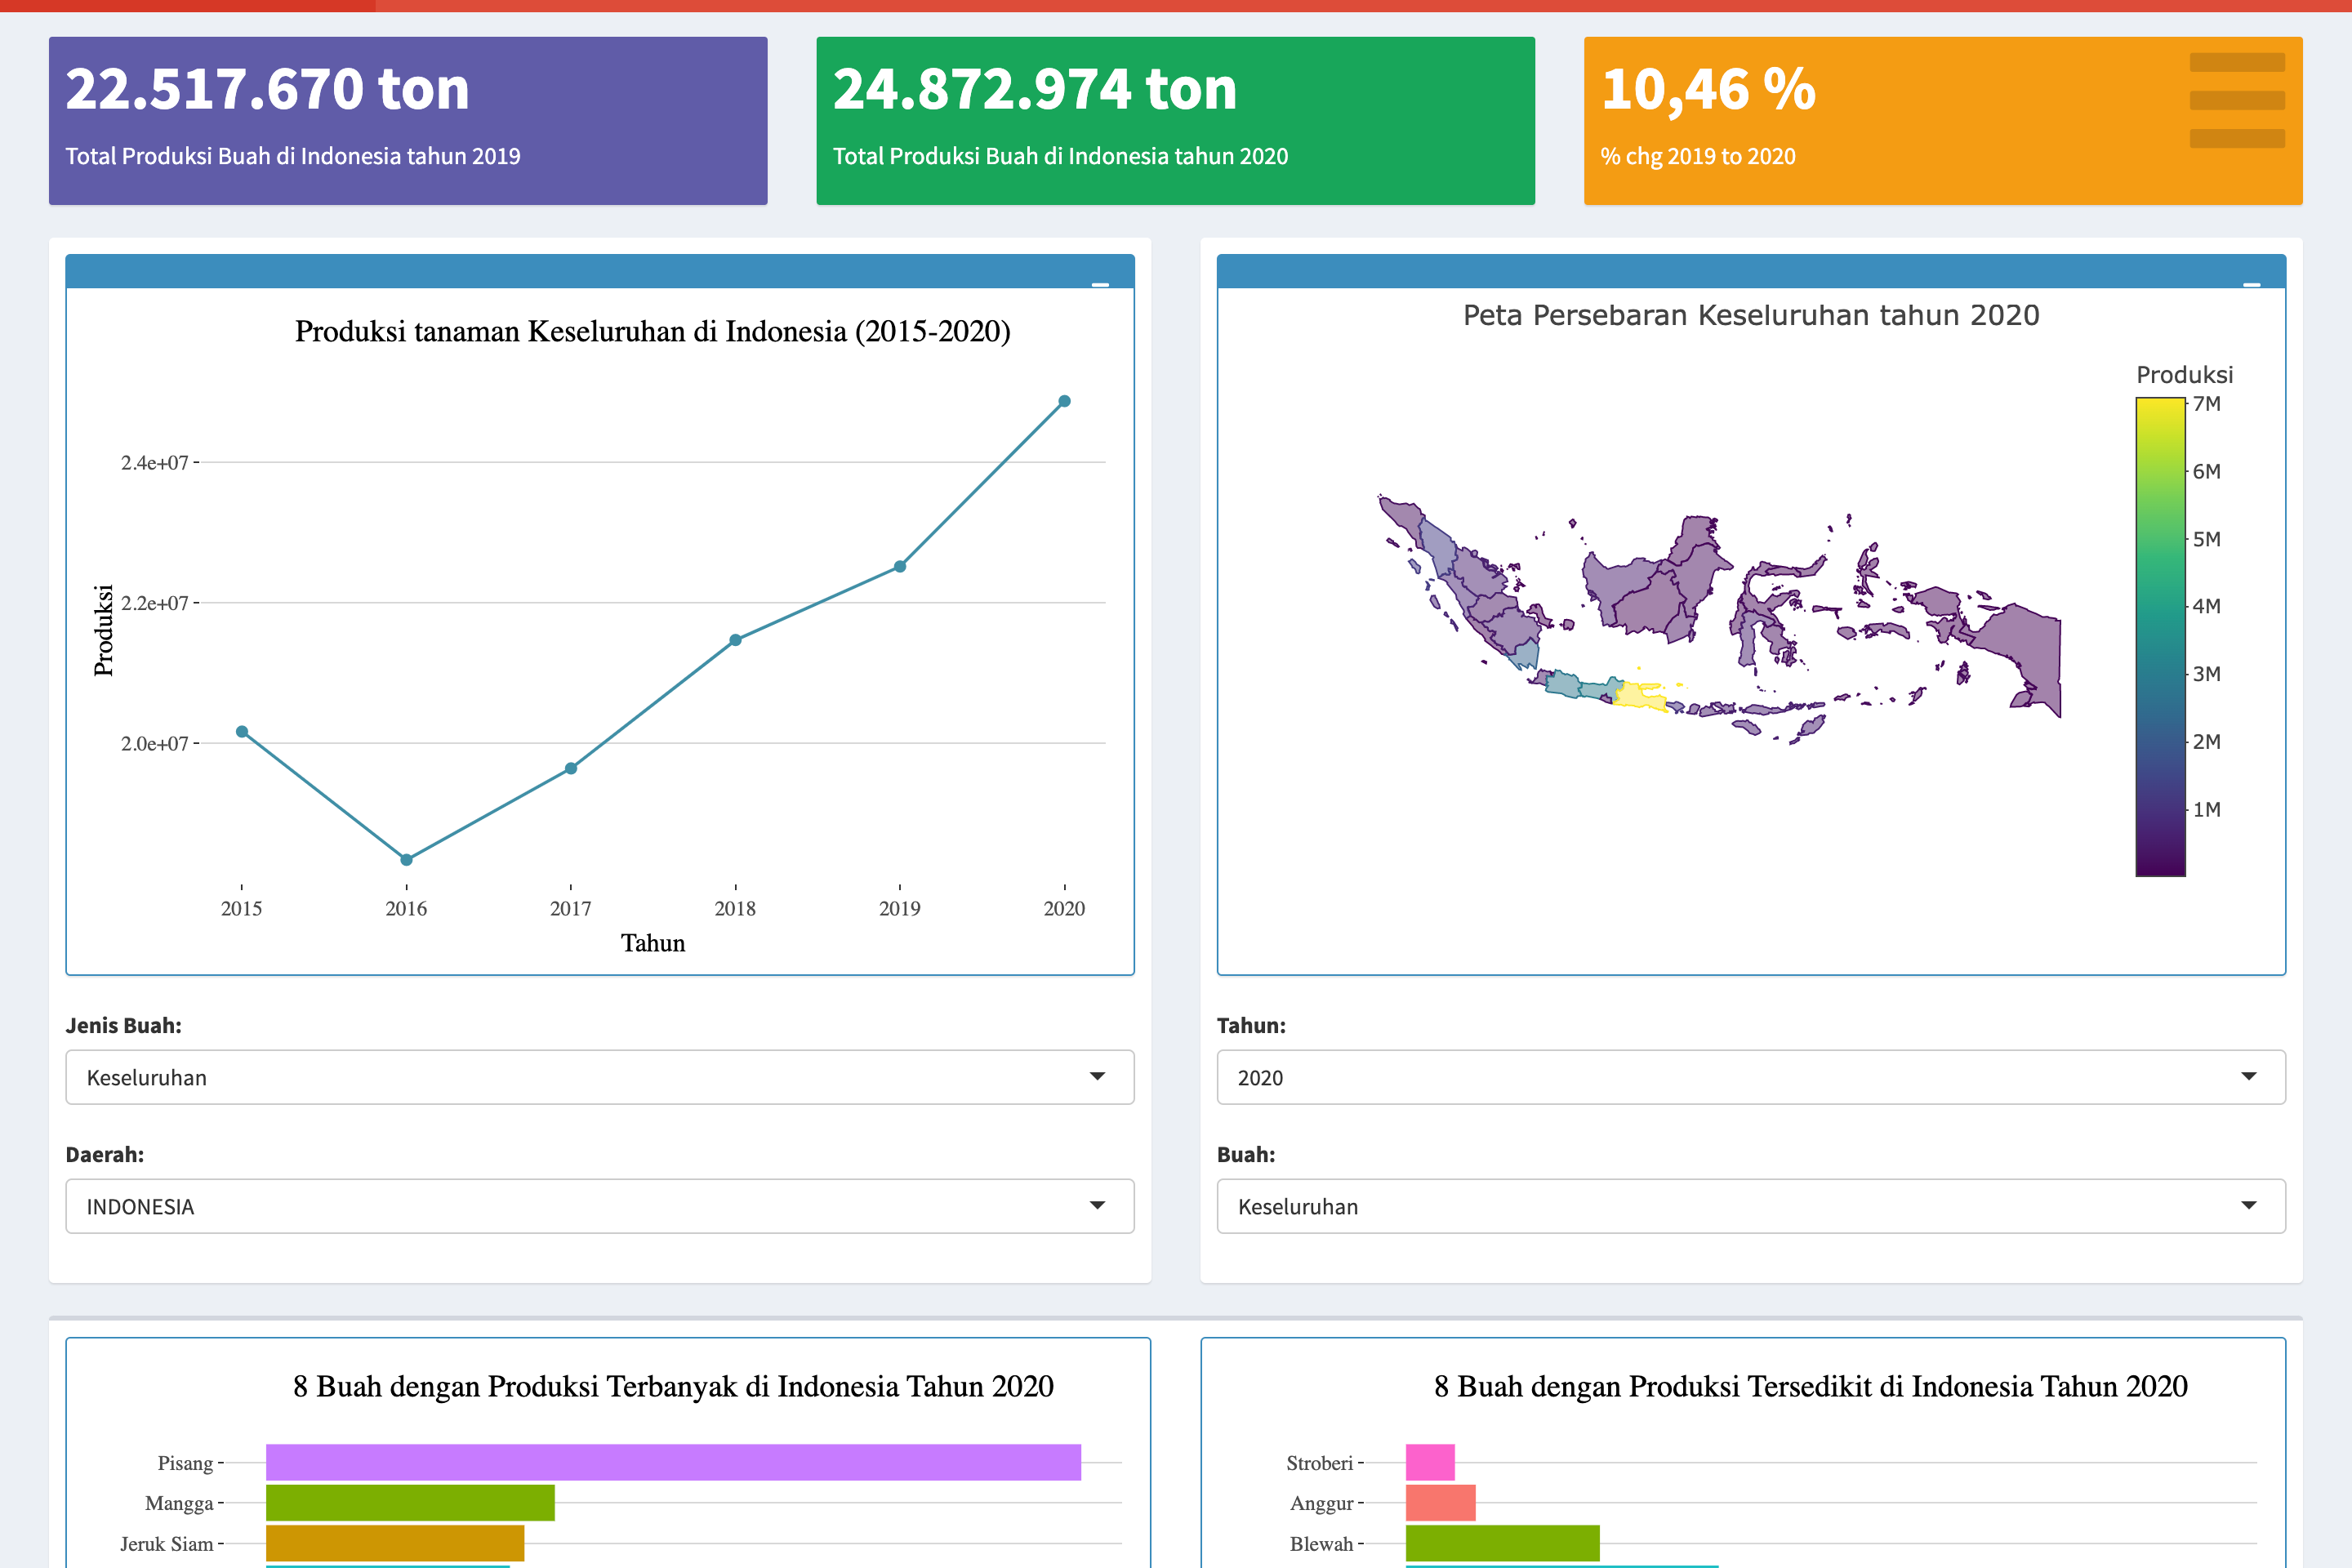 22.517.670 ton
Total Produksi Buah di Indonesia tahun 2019
24.872.974 ton
Total Produksi Buah di Indonesia tahun 2020
10,46 %
% chg 2019 to 2020
Produksi tanaman Keseluruhan di Indonesia (2015-2020)
2.4e+07
2.2e+07
2.0e+07
Produksi
2015 2016 2017 2018 2019 2020
Tahun
Peta Persebaran Keseluruhan tahun 2020
Produksi
7M
6M
5M
4M
3M
2M
1M
Jenis Buah:
Keseluruhan
Daerah:
INDONESIA
Tahun:
2020
Buah:
Keseluruhan
8 Buah dengan Produksi Terbanyak di Indonesia Tahun 2020
Pisang
Mangga
Jeruk Siam
8 Buah dengan Produksi Tersedikit di Indonesia Tahun 2020
Stroberi
Anggur
Blewah